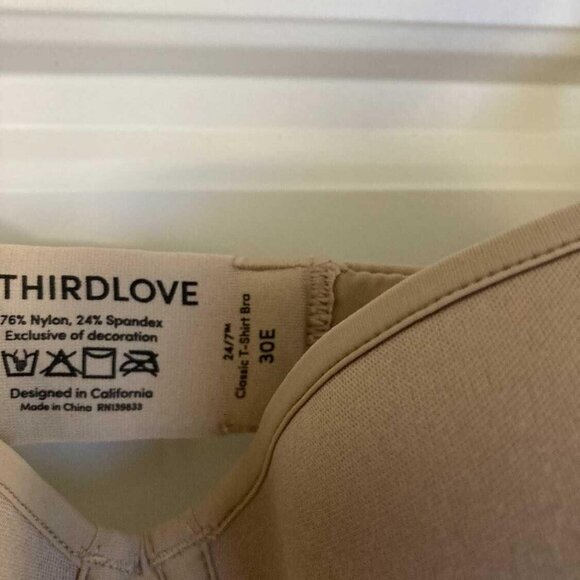 THIRDLOVE
76% Nylon, 24% Spandex
Exclusive of decoration
Designed in California
Made in China RN139833
24/7™
Classic T-Shirt Bra
30E